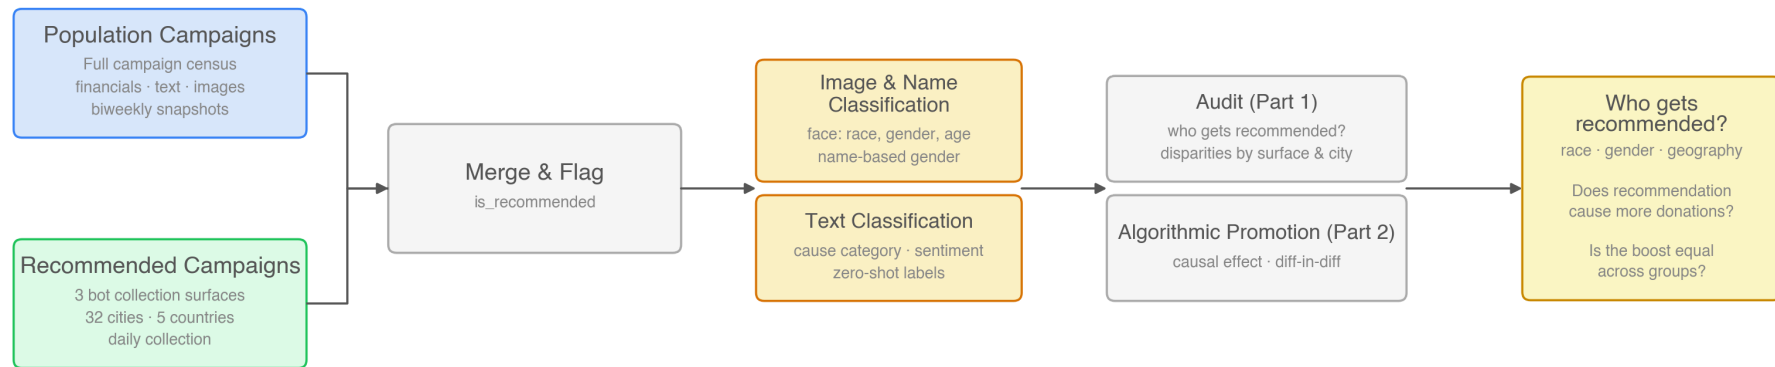 Population Campaigns
Full campaign census
financials · text · images
biweekly snapshots
Recommended Campaigns
3 bot collection surfaces
32 cities · 5 countries
daily collection
Merge & Flag
is_recommended
Image & Name
Classification
face: race, gender, age
name-based gender
Text Classification
cause category · sentiment
zero-shot labels
Audit (Part 1)
who gets recommended?
disparities by surface & city
Algorithmic Promotion (Part 2)
causal effect · diff-in-diff
Who gets
recommended?
race · gender · geography
Does recommendation
cause more donations?
Is the boost equal
across groups?